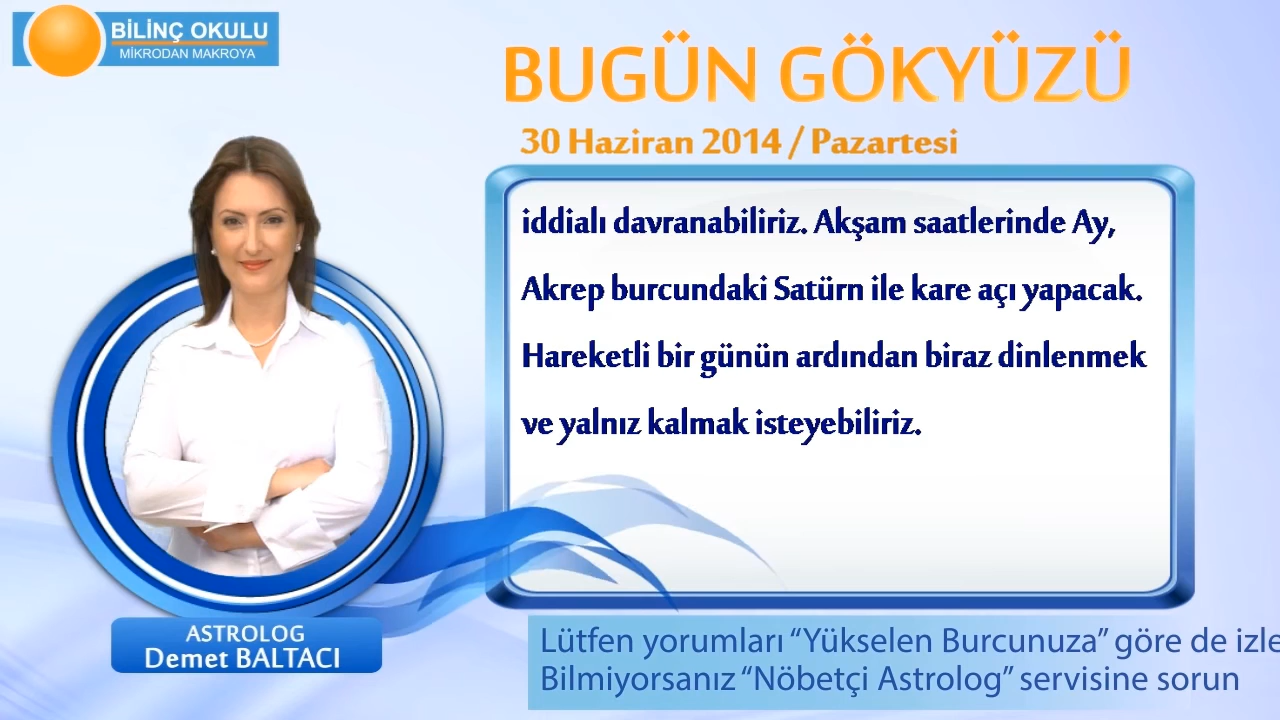 BİLİNÇ OKULU
MİKRODAN MAKROYA
BUGÜN GÖKYÜZÜ
30 Haziran 2014 / Pazartesi
iddialı davranabiliriz. Akşam saatlerinde Ay,
Akrep burcundaki Satürn ile kare açı yapacak.
Hareketli bir günün ardından biraz dinlenmek
ve yalnız kalmak isteyebiliriz.
ASTROLOG
Demet BALTACI
Lütfen yorumları “Yükselen Burcunuza” göre de izle
Bilmiyorsanız “Nöbetçi Astrolog” servisine sorun